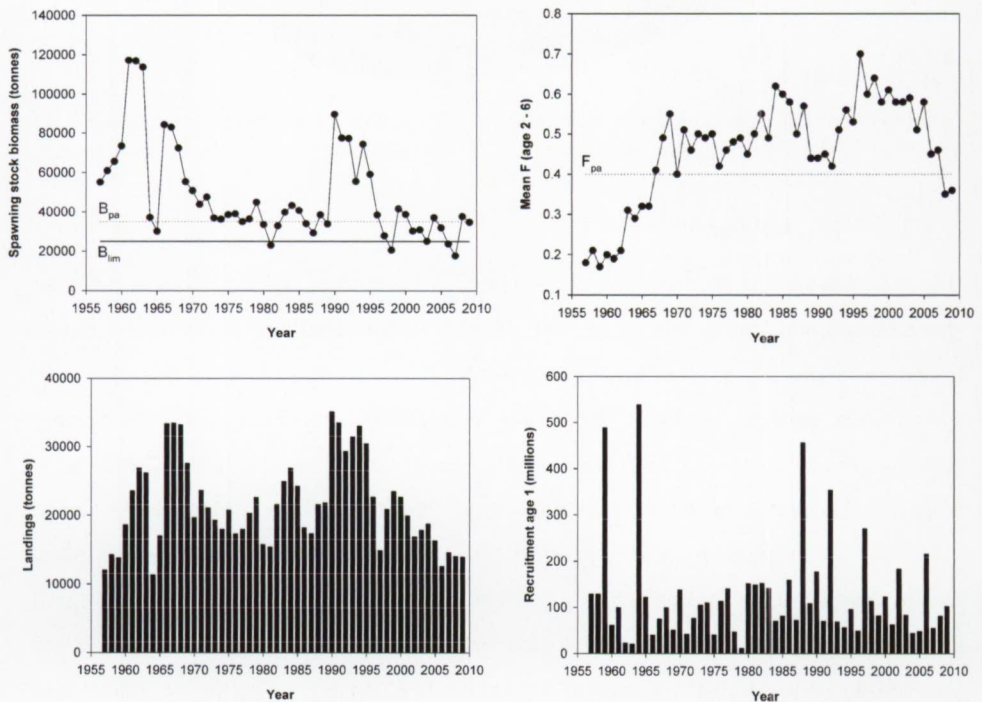 Spawning stock biomass (tonnes)
140000
120000
100000
80000
60000
40000
20000
0
Bpa
Blim
1955 1960 1965 1970 1975 1980 1985 1990 1995 2000 2005 2010
Year
Mean F (age 2 - 6)
0.8
0.7
0.6
0.5
0.4
0.3
0.2
0.1
Fpa
1955 1960 1965 1970 1975 1980 1985 1990 1995 2000 2005 2010
Year
Landings (tonnes)
40000
30000
20000
10000
0
1955 1960 1965 1970 1975 1980 1985 1990 1995 2000 2005 2010
Year
Recruitment age 1 (millions)
600
500
400
300
200
100
0
1955 1960 1965 1970 1975 1980 1985 1990 1995 2000 2005 2010
Year